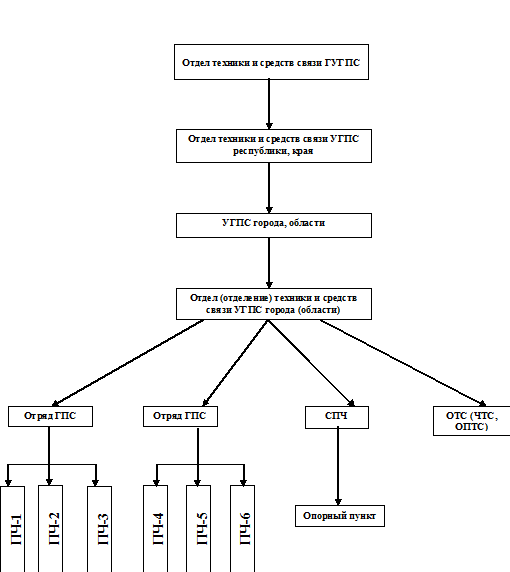 Отдел техники и средств связи ГУГПС
Отдел техники и средств связи УГПС
республики, края
УГПС города, области
Отдел (отделение) техники и средств
связи УГПС города (области)
Отряд ГПС
Отряд ГПС
СПЧ
ОТС (ЧТС,
ОПТС)
ПЧ-1
ПЧ-2
ПЧ-3
ПЧ-4
ПЧ-5
ПЧ-6
Опорный пункт